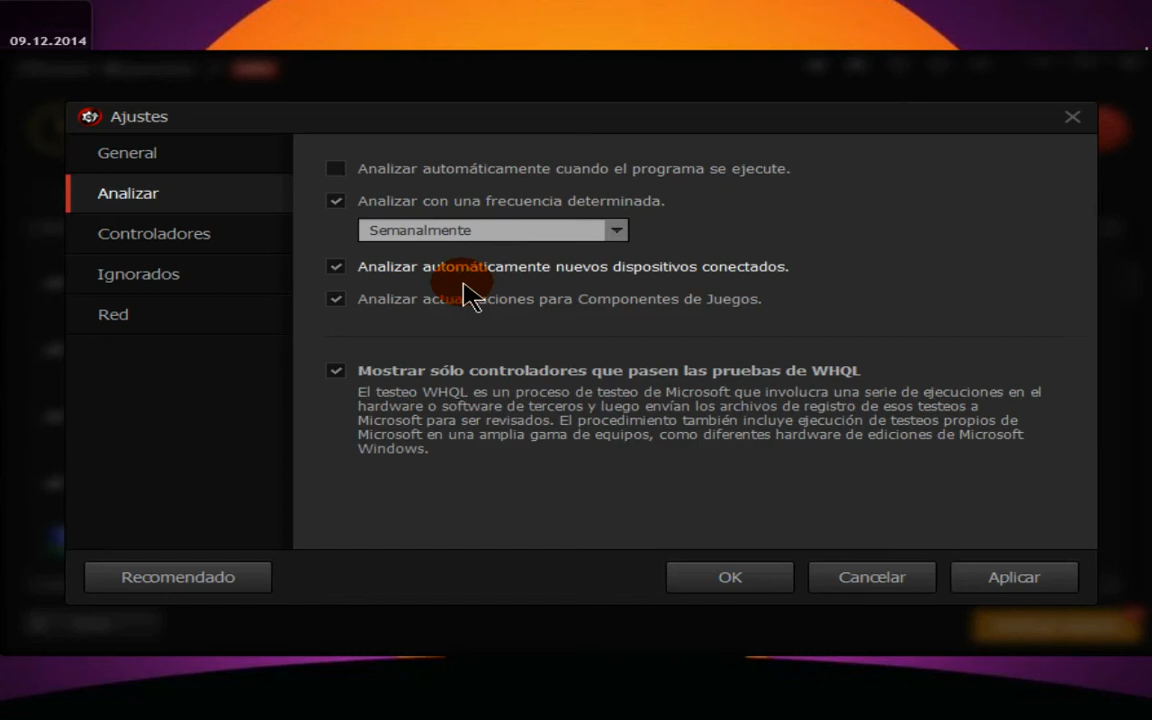 09.12.2014
Ajustes
General
Analizar
Controladores
Ignorados
Red
Analizar automáticamente cuando el programa se ejecute.
Analizar con una frecuencia determinada.
Semanalmente
Analizar automáticamente nuevos dispositivos conectados.
Analizar actualizaciones para Componentes de Juegos.
Mostrar sólo controladores que pasen las pruebas de WHQL
El testeo WHQL es un proceso de testeo de Microsoft que involucra una serie de ejecuciones en el
hardware o software de terceros y luego envían los archivos de registro de esos testeos a
Microsoft para ser revisados. El procedimiento también incluye ejecución de testeos propios de
Microsoft en una amplia gama de equipos, como diferentes hardware de ediciones de Microsoft
Windows.
Recomendado
OK
Cancelar
Aplicar